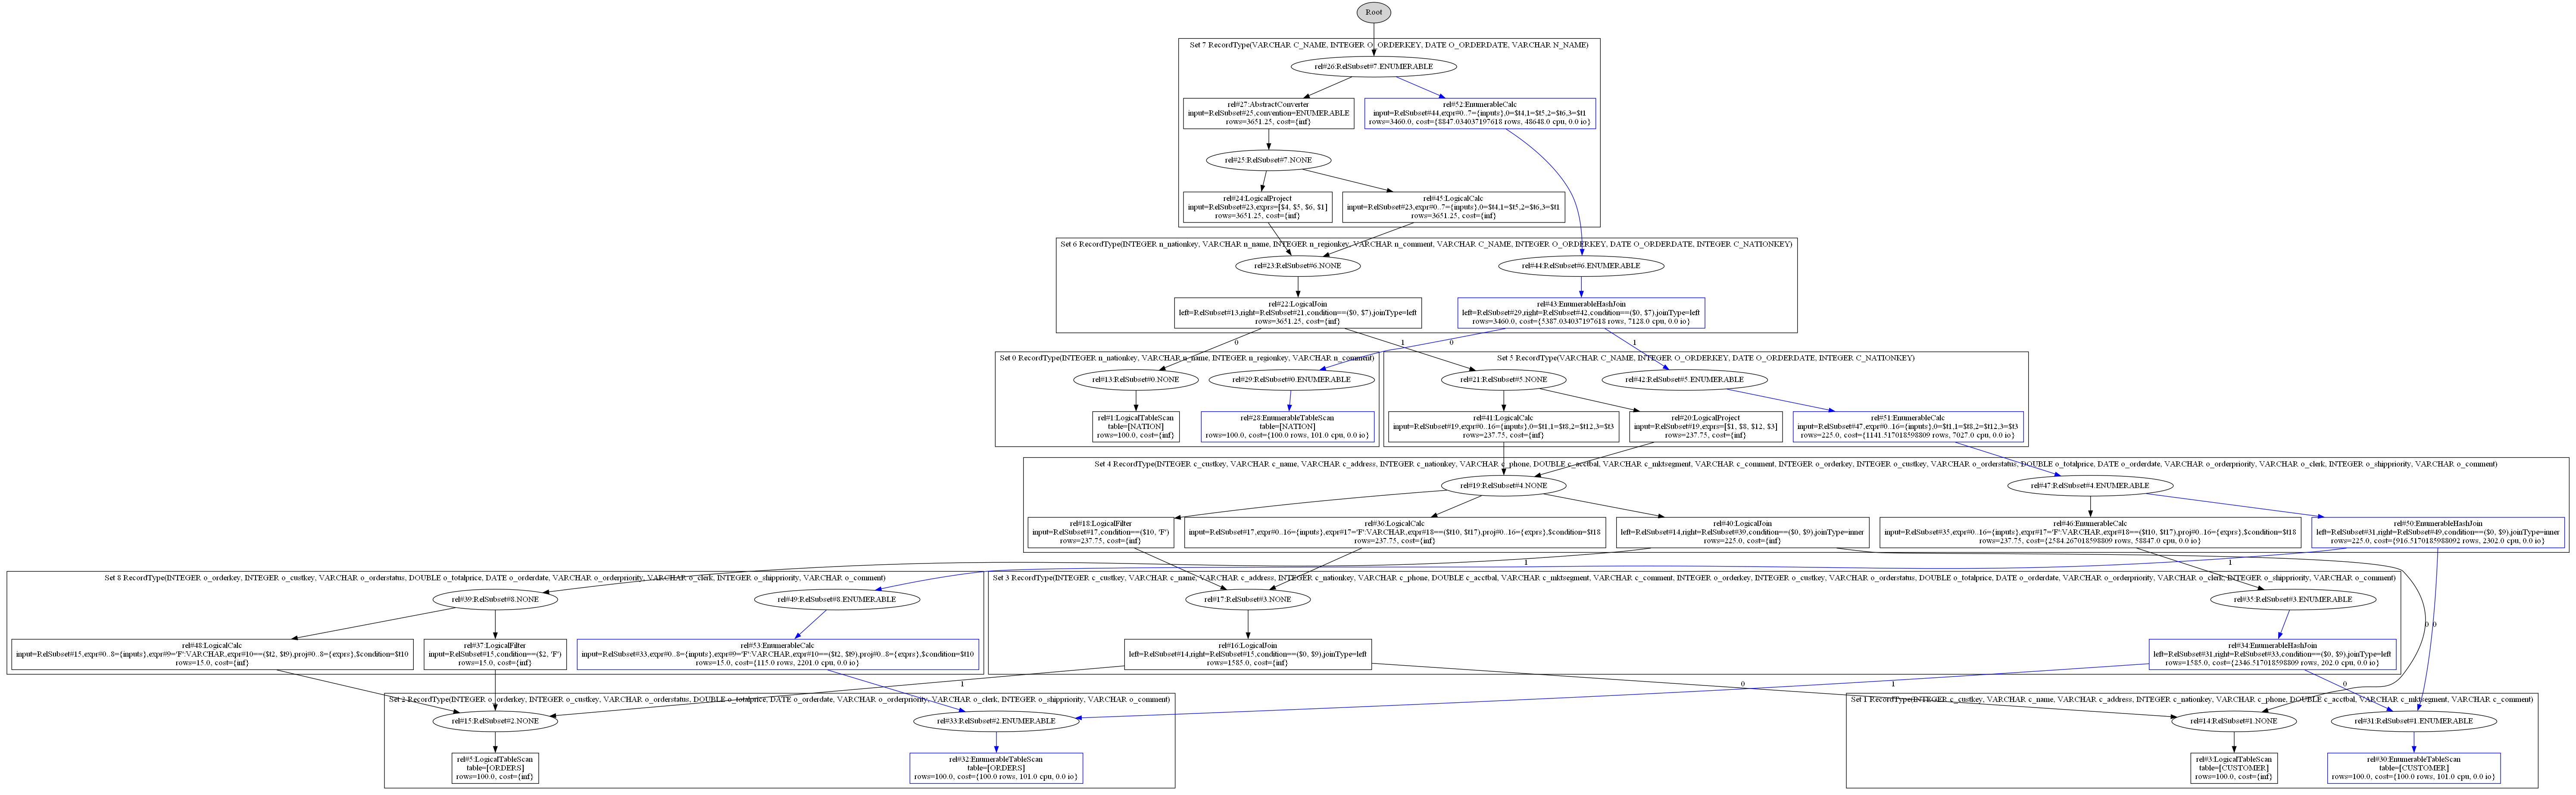 Root
Set 7 RecordType(VARCHAR C_NAME, INTEGER O_ORDERKEY, DATE O_ORDERDATE, VARCHAR N_NAME)
rel#26:RelSubset#7.ENUMERABLE
rel#27:AbstractConverter
input=RelSubset#25,convention=ENUMERABLE
rows=3651.25, cost={inf}
rel#52:EnumerableCalc
input=RelSubset#44,expr#0..7={inputs},0=$t4,1=$t5,2=$t6,3=$t1
rows=3460.0, cost={8847.034037197618 rows, 48648.0 cpu, 0.0 io}
rel#25:RelSubset#7.NONE
rel#24:LogicalProject
input=RelSubset#23,exprs=[$4, $5, $6, $1]
rows=3651.25, cost={inf}
rel#45:LogicalCalc
input=RelSubset#23,expr#0..7={inputs},0=$t4,1=$t5,2=$t6,3=$t1
rows=3651.25, cost={inf}
Set 6 RecordType(INTEGER n_nationkey, VARCHAR n_name, INTEGER n_regionkey, VARCHAR n_comment, VARCHAR C_NAME, INTEGER O_ORDERKEY, DATE O_ORDERDATE, INTEGER C_NATIONKEY)
rel#23:RelSubset#6.NONE
rel#44:RelSubset#6.ENUMERABLE
rel#22:LogicalJoin
left=RelSubset#13,right=RelSubset#21,condition==($0, $7),joinType=left
rows=3651.25, cost={inf}
rel#43:EnumerableHashJoin
left=RelSubset#29,right=RelSubset#42,condition==($0, $7),joinType=left
rows=3460.0, cost={5387.034037197618 rows, 7128.0 cpu, 0.0 io}
0
1
0
1
Set 0 RecordType(INTEGER n_nationkey, VARCHAR n_name, INTEGER n_regionkey, VARCHAR n_comment)
rel#13:RelSubset#0.NONE
rel#29:RelSubset#0.ENUMERABLE
rel#1:LogicalTableScan
table=[NATION]
rows=100.0, cost={inf}
rel#28:EnumerableTableScan
table=[NATION]
rows=100.0, cost={100.0 rows, 101.0 cpu, 0.0 io}
Set 5 RecordType(VARCHAR C_NAME, INTEGER O_ORDERKEY, DATE O_ORDERDATE, INTEGER C_NATIONKEY)
rel#21:RelSubset#5.NONE
rel#42:RelSubset#5.ENUMERABLE
rel#41:LogicalCalc
input=RelSubset#19,expr#0..16={inputs},0=$t1,1=$t8,2=$t12,3=$t3
rows=237.75, cost={inf}
rel#20:LogicalProject
input=RelSubset#19,exprs=[$1, $8, $12, $3]
rows=237.75, cost={inf}
rel#51:EnumerableCalc
input=RelSubset#47,expr#0..16={inputs},0=$t1,1=$t8,2=$t12,3=$t3
rows=225.0, cost={1141.517018598809 rows, 7027.0 cpu, 0.0 io}
Set 4 RecordType(INTEGER c_custkey, VARCHAR c_name, VARCHAR c_address, INTEGER c_nationkey, VARCHAR c_phone, DOUBLE c_acctbal, VARCHAR c_mktsegment, VARCHAR c_comment, INTEGER o_orderkey, INTEGER o_custkey, VARCHAR o_orderstatus, DOUBLE o_totalprice, DATE o_orderdate, VARCHAR o_orderpriority, VARCHAR o_clerk, INTEGER o_shippriority, VARCHAR o_comment)
rel#19:RelSubset#4.NONE
rel#47:RelSubset#4.ENUMERABLE
rel#18:LogicalFilter
input=RelSubset#17,condition==($10, 'F')
rows=237.75, cost={inf}
rel#36:LogicalCalc
input=RelSubset#17,expr#0..16={inputs},expr#17='F':VARCHAR,expr#18==($t10, $t17),proj#0..16={exprs},$condition=$t18
rows=237.75, cost={inf}
rel#40:LogicalJoin
left=RelSubset#14,right=RelSubset#39,condition==($0, $9),joinType=inner
rows=225.0, cost={inf}
rel#46:EnumerableCalc
input=RelSubset#35,expr#0..16={inputs},expr#17='F':VARCHAR,expr#18==($t10, $t17),proj#0..16={exprs},$condition=$t18
rows=237.75, cost={2584.267018598809 rows, 58847.0 cpu, 0.0 io}
rel#50:EnumerableHashJoin
left=RelSubset#31,right=RelSubset#49,condition==($0, $9),joinType=inner
rows=225.0, cost={916.5170185988092 rows, 2302.0 cpu, 0.0 io}
1
1
0
0
Set 8 RecordType(INTEGER o_orderkey, INTEGER o_custkey, VARCHAR o_orderstatus, DOUBLE o_totalprice, DATE o_orderdate, VARCHAR o_orderpriority, VARCHAR o_clerk, INTEGER o_shippriority, VARCHAR o_comment)
rel#39:RelSubset#8.NONE
rel#49:RelSubset#8.ENUMERABLE
rel#48:LogicalCalc
input=RelSubset#15,expr#0..8={inputs},expr#9='F':VARCHAR,expr#10==($t2, $t9),proj#0..8={exprs},$condition=$t10
rows=15.0, cost={inf}
rel#37:LogicalFilter
input=RelSubset#15,condition==($2, 'F')
rows=15.0, cost={inf}
rel#53:EnumerableCalc
input=RelSubset#33,expr#0..8={inputs},expr#9='F':VARCHAR,expr#10==($t2, $t9),proj#0..8={exprs},$condition=$t10
rows=15.0, cost={115.0 rows, 2201.0 cpu, 0.0 io}
Set 3 RecordType(INTEGER c_custkey, VARCHAR c_name, VARCHAR c_address, INTEGER c_nationkey, VARCHAR c_phone, DOUBLE c_acctbal, VARCHAR c_mktsegment, VARCHAR c_comment, INTEGER o_orderkey, INTEGER o_custkey, VARCHAR o_orderstatus, DOUBLE o_totalprice, DATE o_orderdate, VARCHAR o_orderpriority, VARCHAR o_clerk, INTEGER o_shippriority, VARCHAR o_comment)
rel#17:RelSubset#3.NONE
rel#35:RelSubset#3.ENUMERABLE
rel#16:LogicalJoin
left=RelSubset#14,right=RelSubset#15,condition==($0, $9),joinType=left
rows=1585.0, cost={inf}
rel#34:EnumerableHashJoin
left=RelSubset#31,right=RelSubset#33,condition==($0, $9),joinType=left
rows=1585.0, cost={2346.517018598809 rows, 202.0 cpu, 0.0 io}
1
0
1
0
Set 2 RecordType(INTEGER o_orderkey, INTEGER o_custkey, VARCHAR o_orderstatus, DOUBLE o_totalprice, DATE o_orderdate, VARCHAR o_orderpriority, VARCHAR o_clerk, INTEGER o_shippriority, VARCHAR o_comment)
rel#15:RelSubset#2.NONE
rel#33:RelSubset#2.ENUMERABLE
rel#5:LogicalTableScan
table=[ORDERS]
rows=100.0, cost={inf}
rel#32:EnumerableTableScan
table=[ORDERS]
rows=100.0, cost={100.0 rows, 101.0 cpu, 0.0 io}
Set 1 RecordType(INTEGER c_custkey, VARCHAR c_name, VARCHAR c_address, INTEGER c_nationkey, VARCHAR c_phone, DOUBLE c_acctbal, VARCHAR c_mktsegment, VARCHAR c_comment)
rel#14:RelSubset#1.NONE
rel#31:RelSubset#1.ENUMERABLE
rel#3:LogicalTableScan
table=[CUSTOMER]
rows=100.0, cost={inf}
rel#30:EnumerableTableScan
table=[CUSTOMER]
rows=100.0, cost={100.0 rows, 101.0 cpu, 0.0 io}